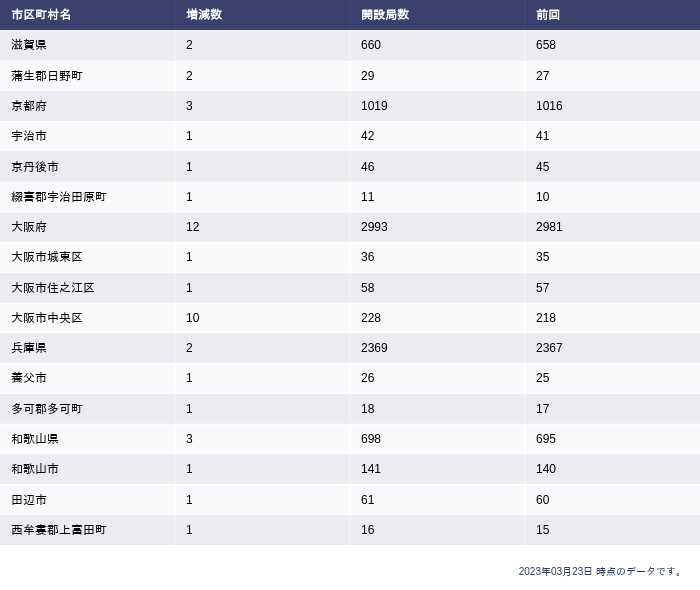 市区町村名 増減数 開設局数 前回
滋賀県 2 660 658
蒲生郡日野町 2 29 27
京都府 3 1019 1016
宇治市 1 42 41
京丹後市 1 46 45
綴喜郡宇治田原町 1 11 10
大阪府 12 2993 2981
大阪市城東区 1 36 35
大阪市住之江区 1 58 57
大阪市中央区 10 228 218
兵庫県 2 2369 2367
養父市 1 26 25
多可郡多可町 1 18 17
和歌山県 3 698 695
和歌山市 1 141 140
田辺市 1 61 60
西牟婁郡上富田町 1 16 15
2023年03月23日 時点のデータです。